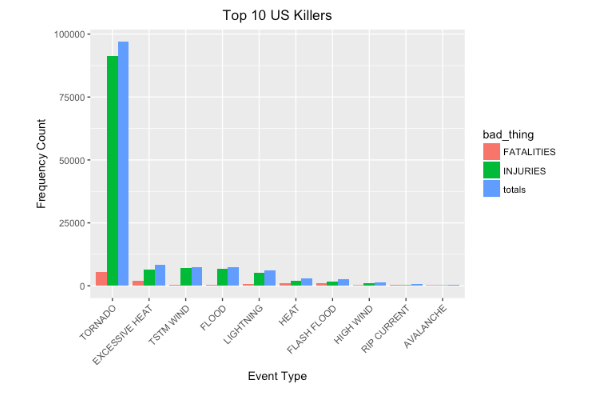 Top 10 US Killers
100000
75000
50000
25000
0
Frequency Count
TORNADO
EXCESSIVE HEAT
TSTM WIND
FLOOD
LIGHTNING
HEAT
FLASH FLOOD
HIGH WIND
RIP CURRENT
AVALANCHE
Event Type
bad_thing
FATALITIES
INJURIES
totals